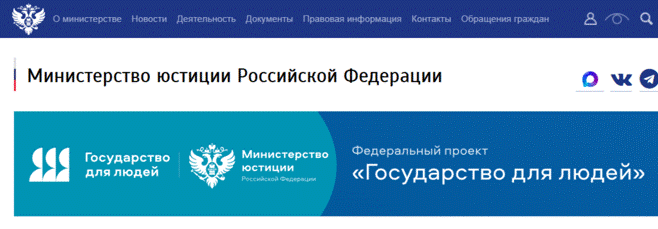 О министерстве Новости Деятельность Документы Правовая информация Контакты Обращения граждан
Министерство юстиции Российской Федерации
Государство
для людей
Министерство
юстиции
Российской Федерации
Федеральный проект
«Государство для людей»